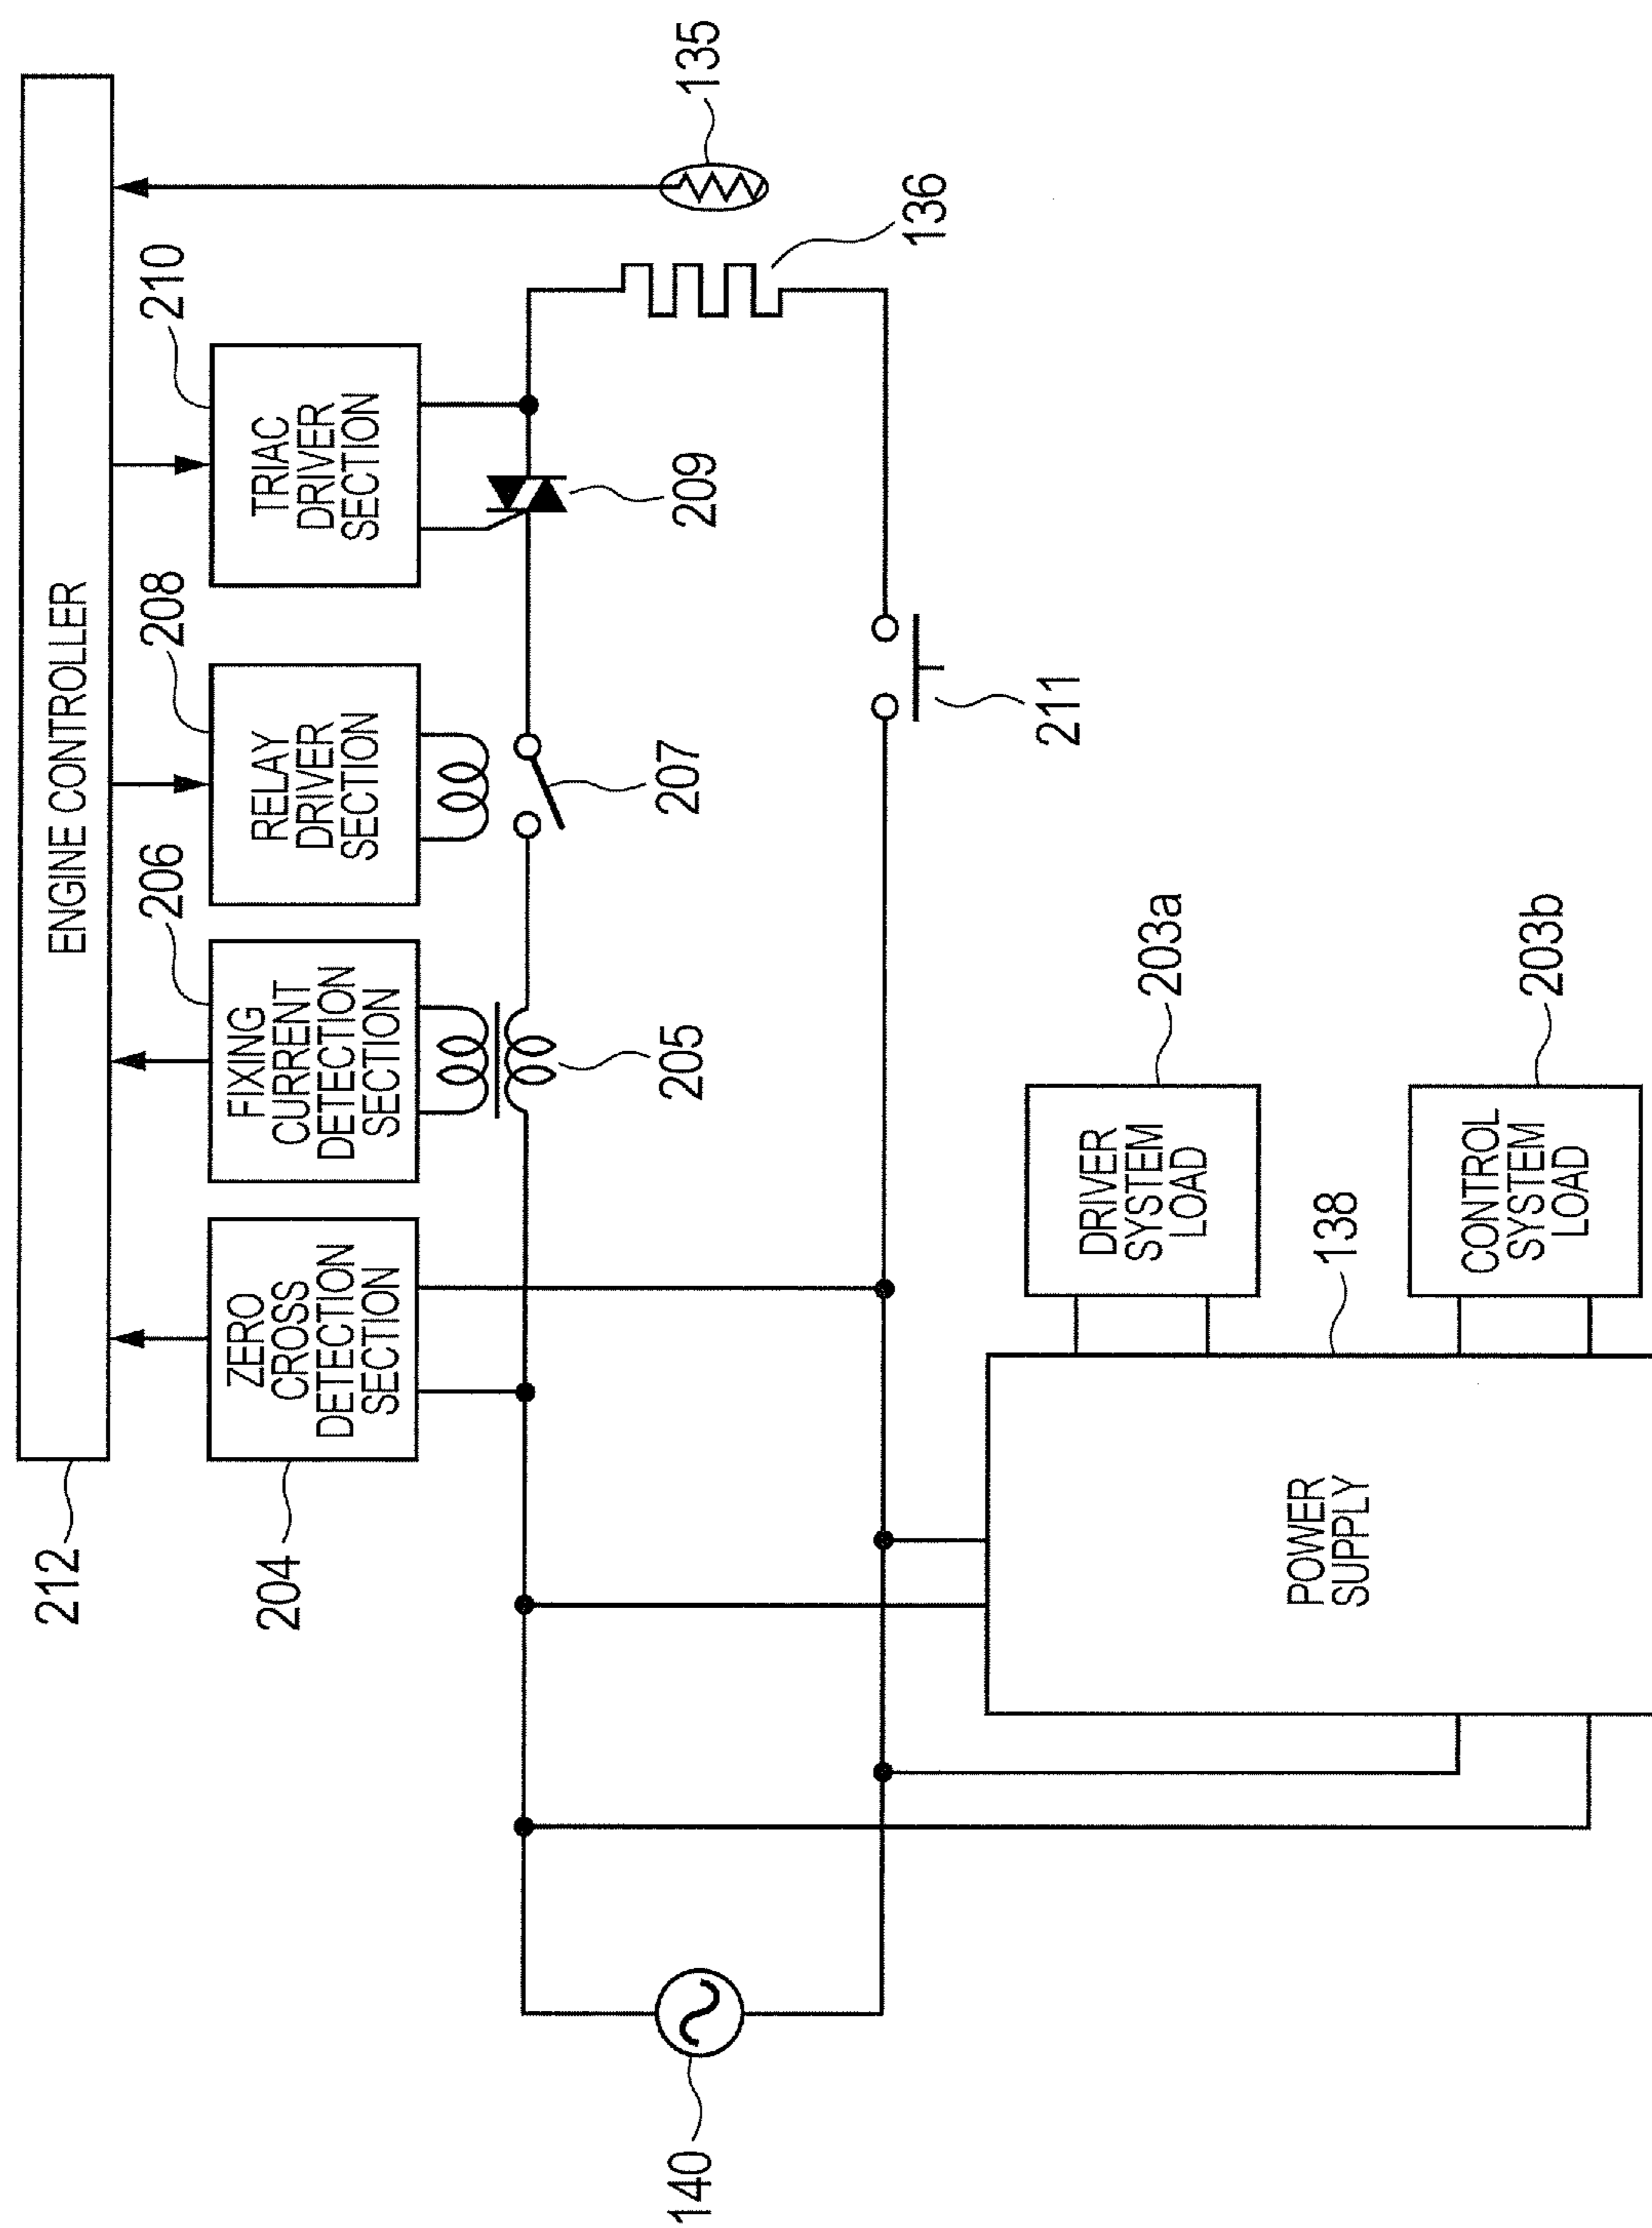 212
ENGINE CONTROLLER
204
ZERO
CROSS
DETECTION
SECTION
206
FIXING
CURRENT
DETECTION
SECTION
208
RELAY
DRIVER
SECTION
210
TRIAC
DRIVER
SECTION
205
207
209
135
136
140
211
138
POWER
SUPPLY
203a
DRIVER
SYSTEM
LOAD
203b
CONTROL
SYSTEM
LOAD